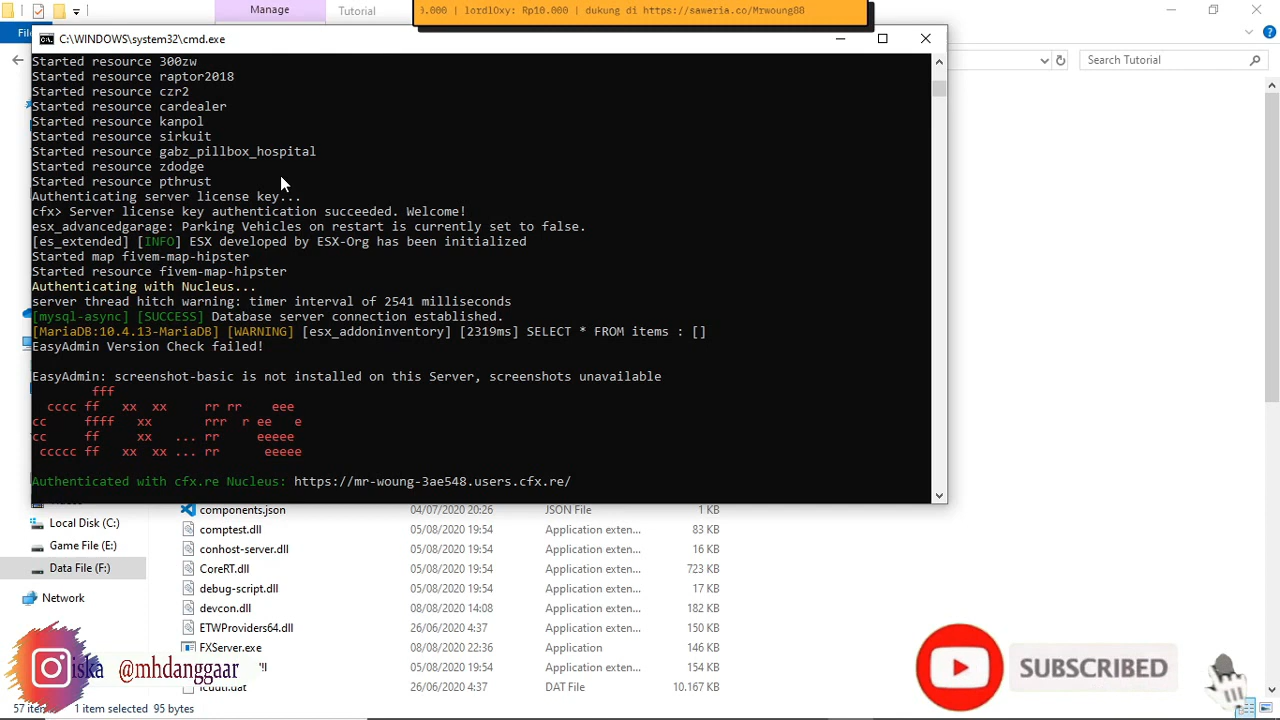 Manage
Tutorial
0.000 | lordlOxy: Rp10.000 | dukung di https://saweria.co/Mrwoung88
C:\WINDOWS\system32\cmd.exe
Search Tutorial
Started resource 300zw
Started resource raptor2018
Started resource czr2
Started resource cardealer
Started resource kanpol
Started resource sirkuit
Started resource gabz_pillbox_hospital
Started resource zdodge
Started resource pthrust
Authenticating server license key...
cfx> Server license key authentication succeeded. Welcome!
esx_advancedgarage: Parking Vehicles on restart is currently set to false.
[es_extended] [INFO] ESX developed by ESX-Org has been initialized
Started map fivem-map-hipster
Started resource fivem-map-hipster
Authenticating with Nucleus...
server thread hitch warning: timer interval of 2541 milliseconds
[mysql-async] [SUCCESS] Database server connection established.
[MariaDB:10.4.13-MariaDB] [WARNING] [esx_addoninventory] [2319ms] SELECT * FROM items : []
EasyAdmin Version Check failed!
EasyAdmin: screenshot-basic is not installed on this Server, screenshots unavailable
fff
cccc ff xx xx rr rr eee
cc ffff xx rrr r ee e
cc ff xx ... rr eeeee
ccccc ff xx xx ... rr eeeee
Authenticated with cfx.re Nucleus: https://mr-woung-3ae548.users.cfx.re/
components.json 04/07/2020 20:26 JSON File 1 KB
Local Disk (C:) comptest.dll 05/08/2020 19:54 Application exten... 83 KB
Game File (E:) conhost-server.dll 05/08/2020 19:54 Application exten... 16 KB
Data File (F:) CoreRT.dll 05/08/2020 19:54 Application exten... 723 KB
debug-script.dll 05/08/2020 19:54 Application exten... 17 KB
Network devcon.dll 08/08/2020 14:08 Application exten... 182 KB
ETWProviders64.dll 26/06/2020 4:37 Application exten... 150 KB
FXServer.exe 08/08/2020 22:36 Application 146 KB
05/08/2020 19:54 Application exten... 154 KB
26/06/2020 4:37 DAT File 10.167 KB
iska @mhdanggaar
SUBSCRIBED
1 item selected 95 bytes